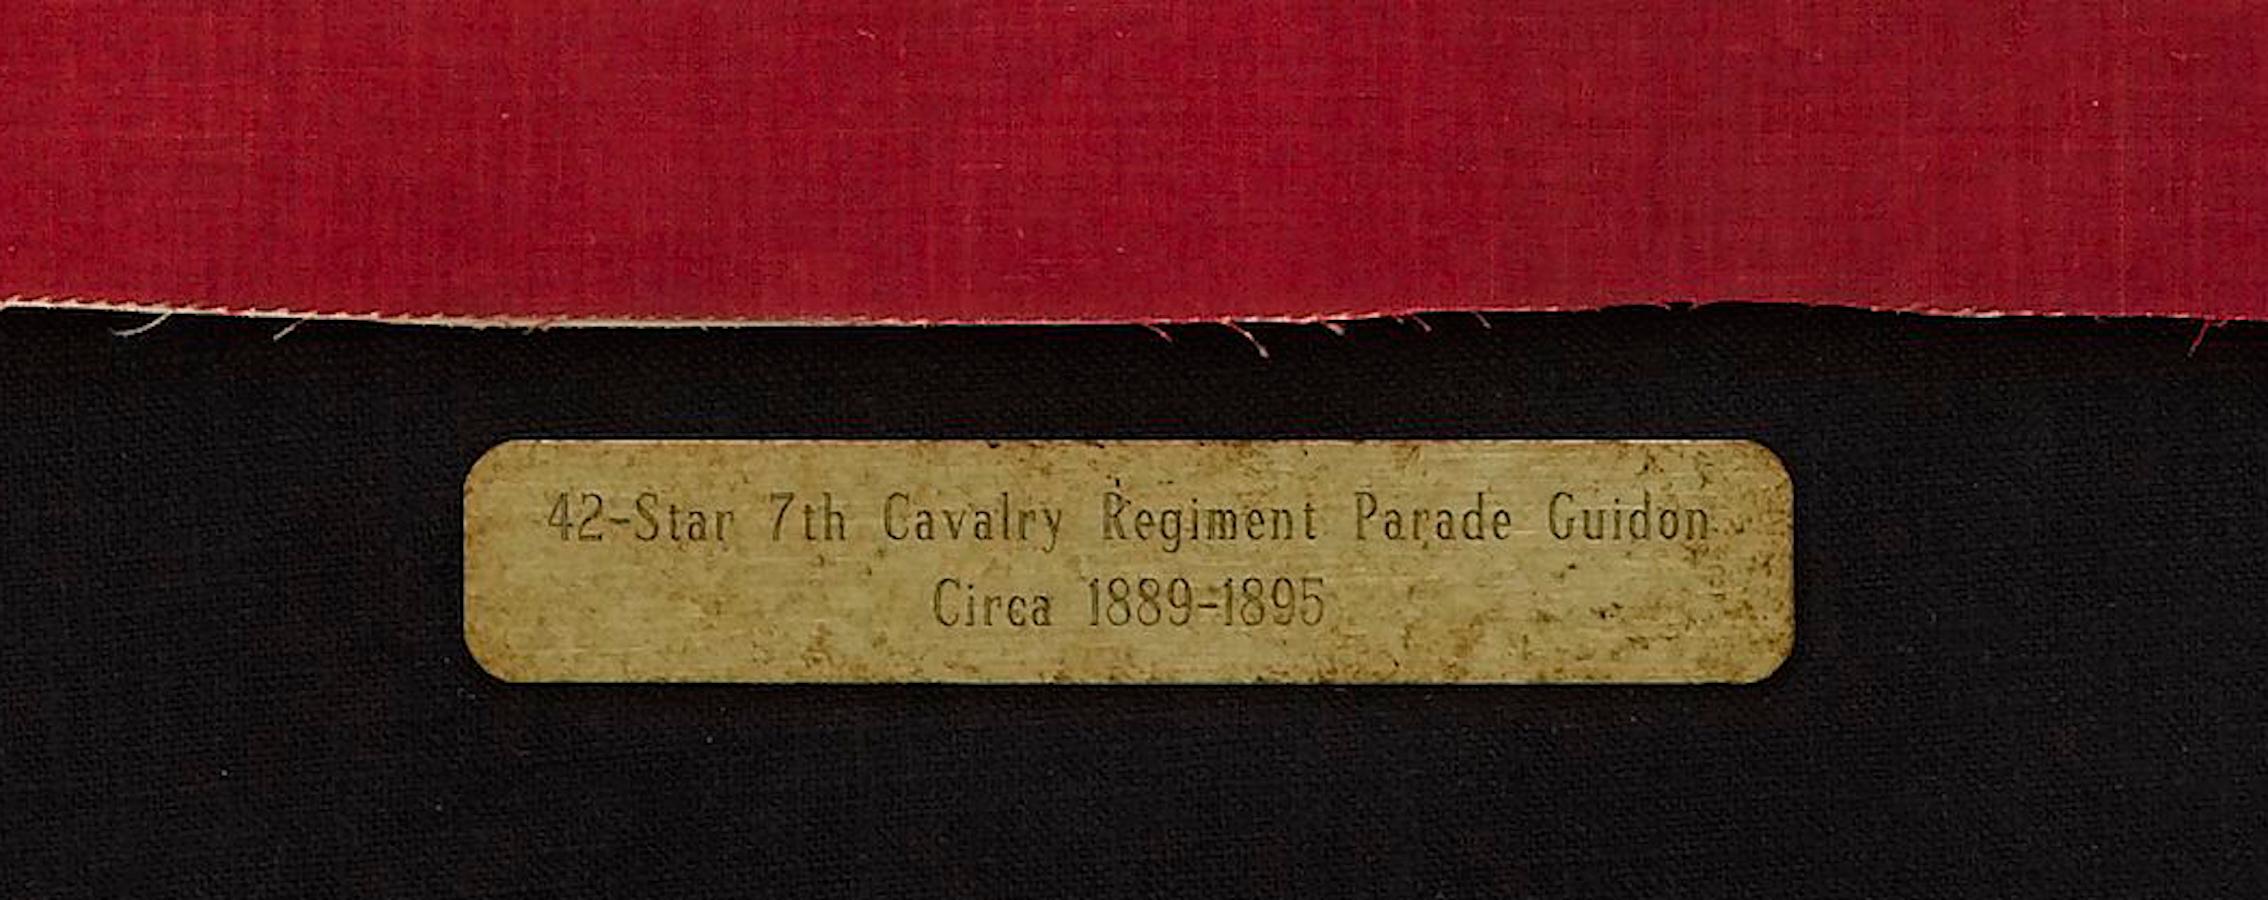 42-Star 7th Cavalry Regiment Parade Guidon
Circa 1889-1895